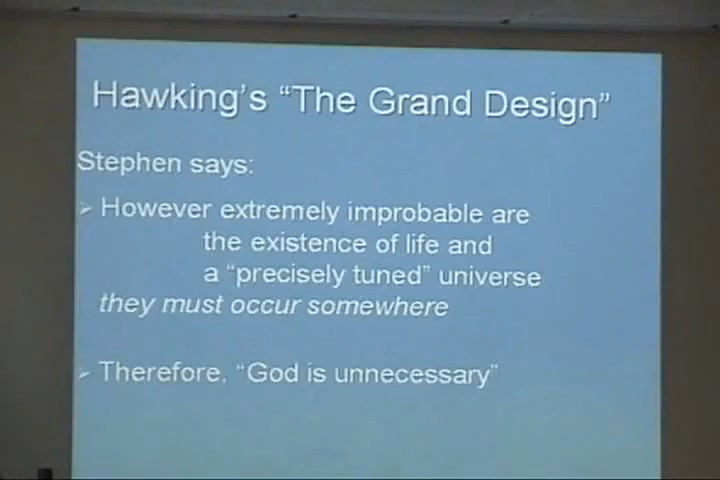 Hawking's “The Grand Design”
Stephen says:
➢ However extremely improbable are
the existence of life and
a “precisely tuned” universe
they must occur somewhere
➢ Therefore, “God is unnecessary”